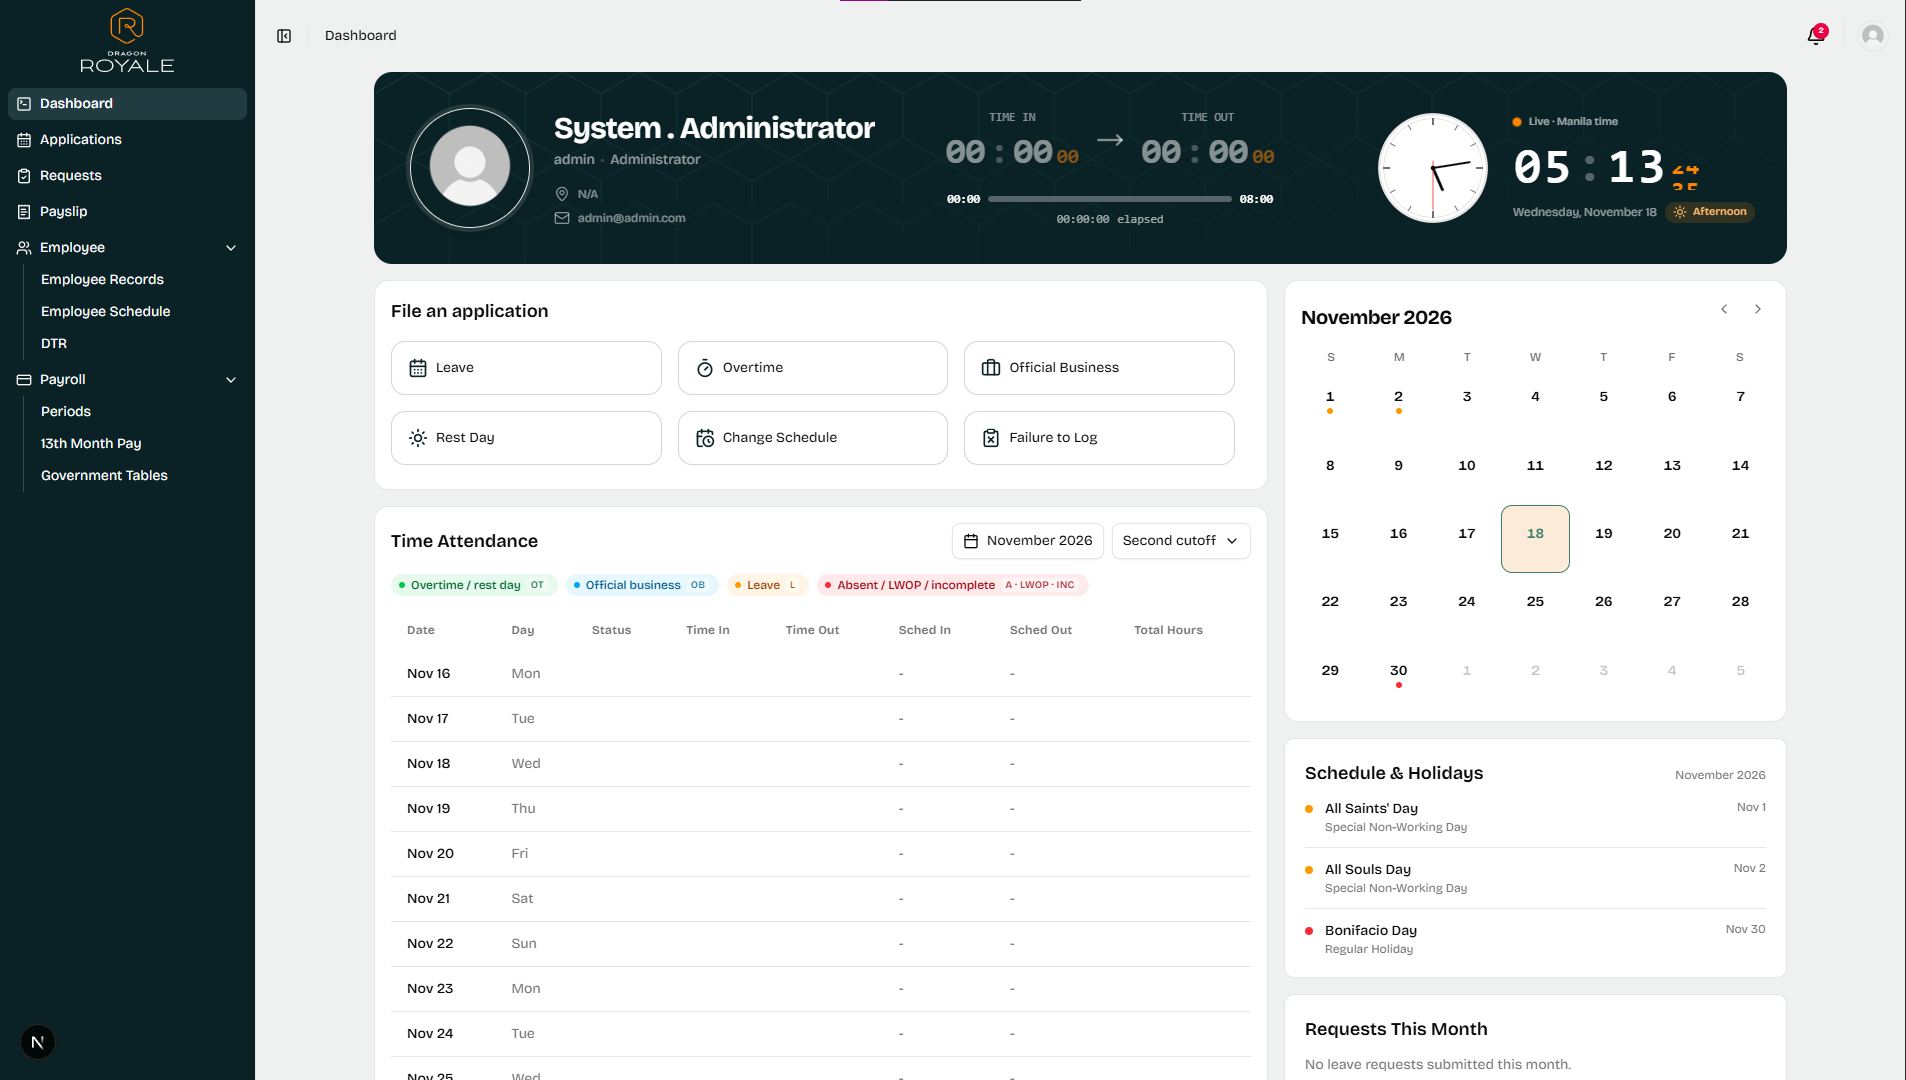 DRAGON
ROYALE
Dashboard
Applications
Requests
Payslip
Employee
Employee Records
Employee Schedule
DTR
Payroll
Periods
13th Month Pay
Government Tables
N
Dashboard
2
System . Administrator
admin · Administrator
N/A
admin@admin.com
TIME IN
00 : 00 00
TIME OUT
00 : 00 00
00:00
08:00
00:00:00 elapsed
Live · Manila time
05 : 13
Wednesday, November 18
Afternoon
File an application
Leave
Overtime
Official Business
Rest Day
Change Schedule
Failure to Log
Time Attendance
November 2026
Second cutoff
Overtime / rest day OT
Official business OB
Leave L
Absent / LWOP / incomplete A · LWOP · INC
Date Day Status Time In Time Out Sched In Sched Out Total Hours
Nov 16 Mon - -
Nov 17 Tue - -
Nov 18 Wed - -
Nov 19 Thu - -
Nov 20 Fri - -
Nov 21 Sat - -
Nov 22 Sun - -
Nov 23 Mon - -
Nov 24 Tue - -
Nov 25 Wed - -
November 2026
S M T W T F S
1 2 3 4 5 6 7
8 9 10 11 12 13 14
15 16 17 18 19 20 21
22 23 24 25 26 27 28
29 30 1 2 3 4 5
Schedule & Holidays
November 2026
All Saints' Day
Nov 1
Special Non-Working Day
All Souls Day
Nov 2
Special Non-Working Day
Bonifacio Day
Nov 30
Regular Holiday
Requests This Month
No leave requests submitted this month.